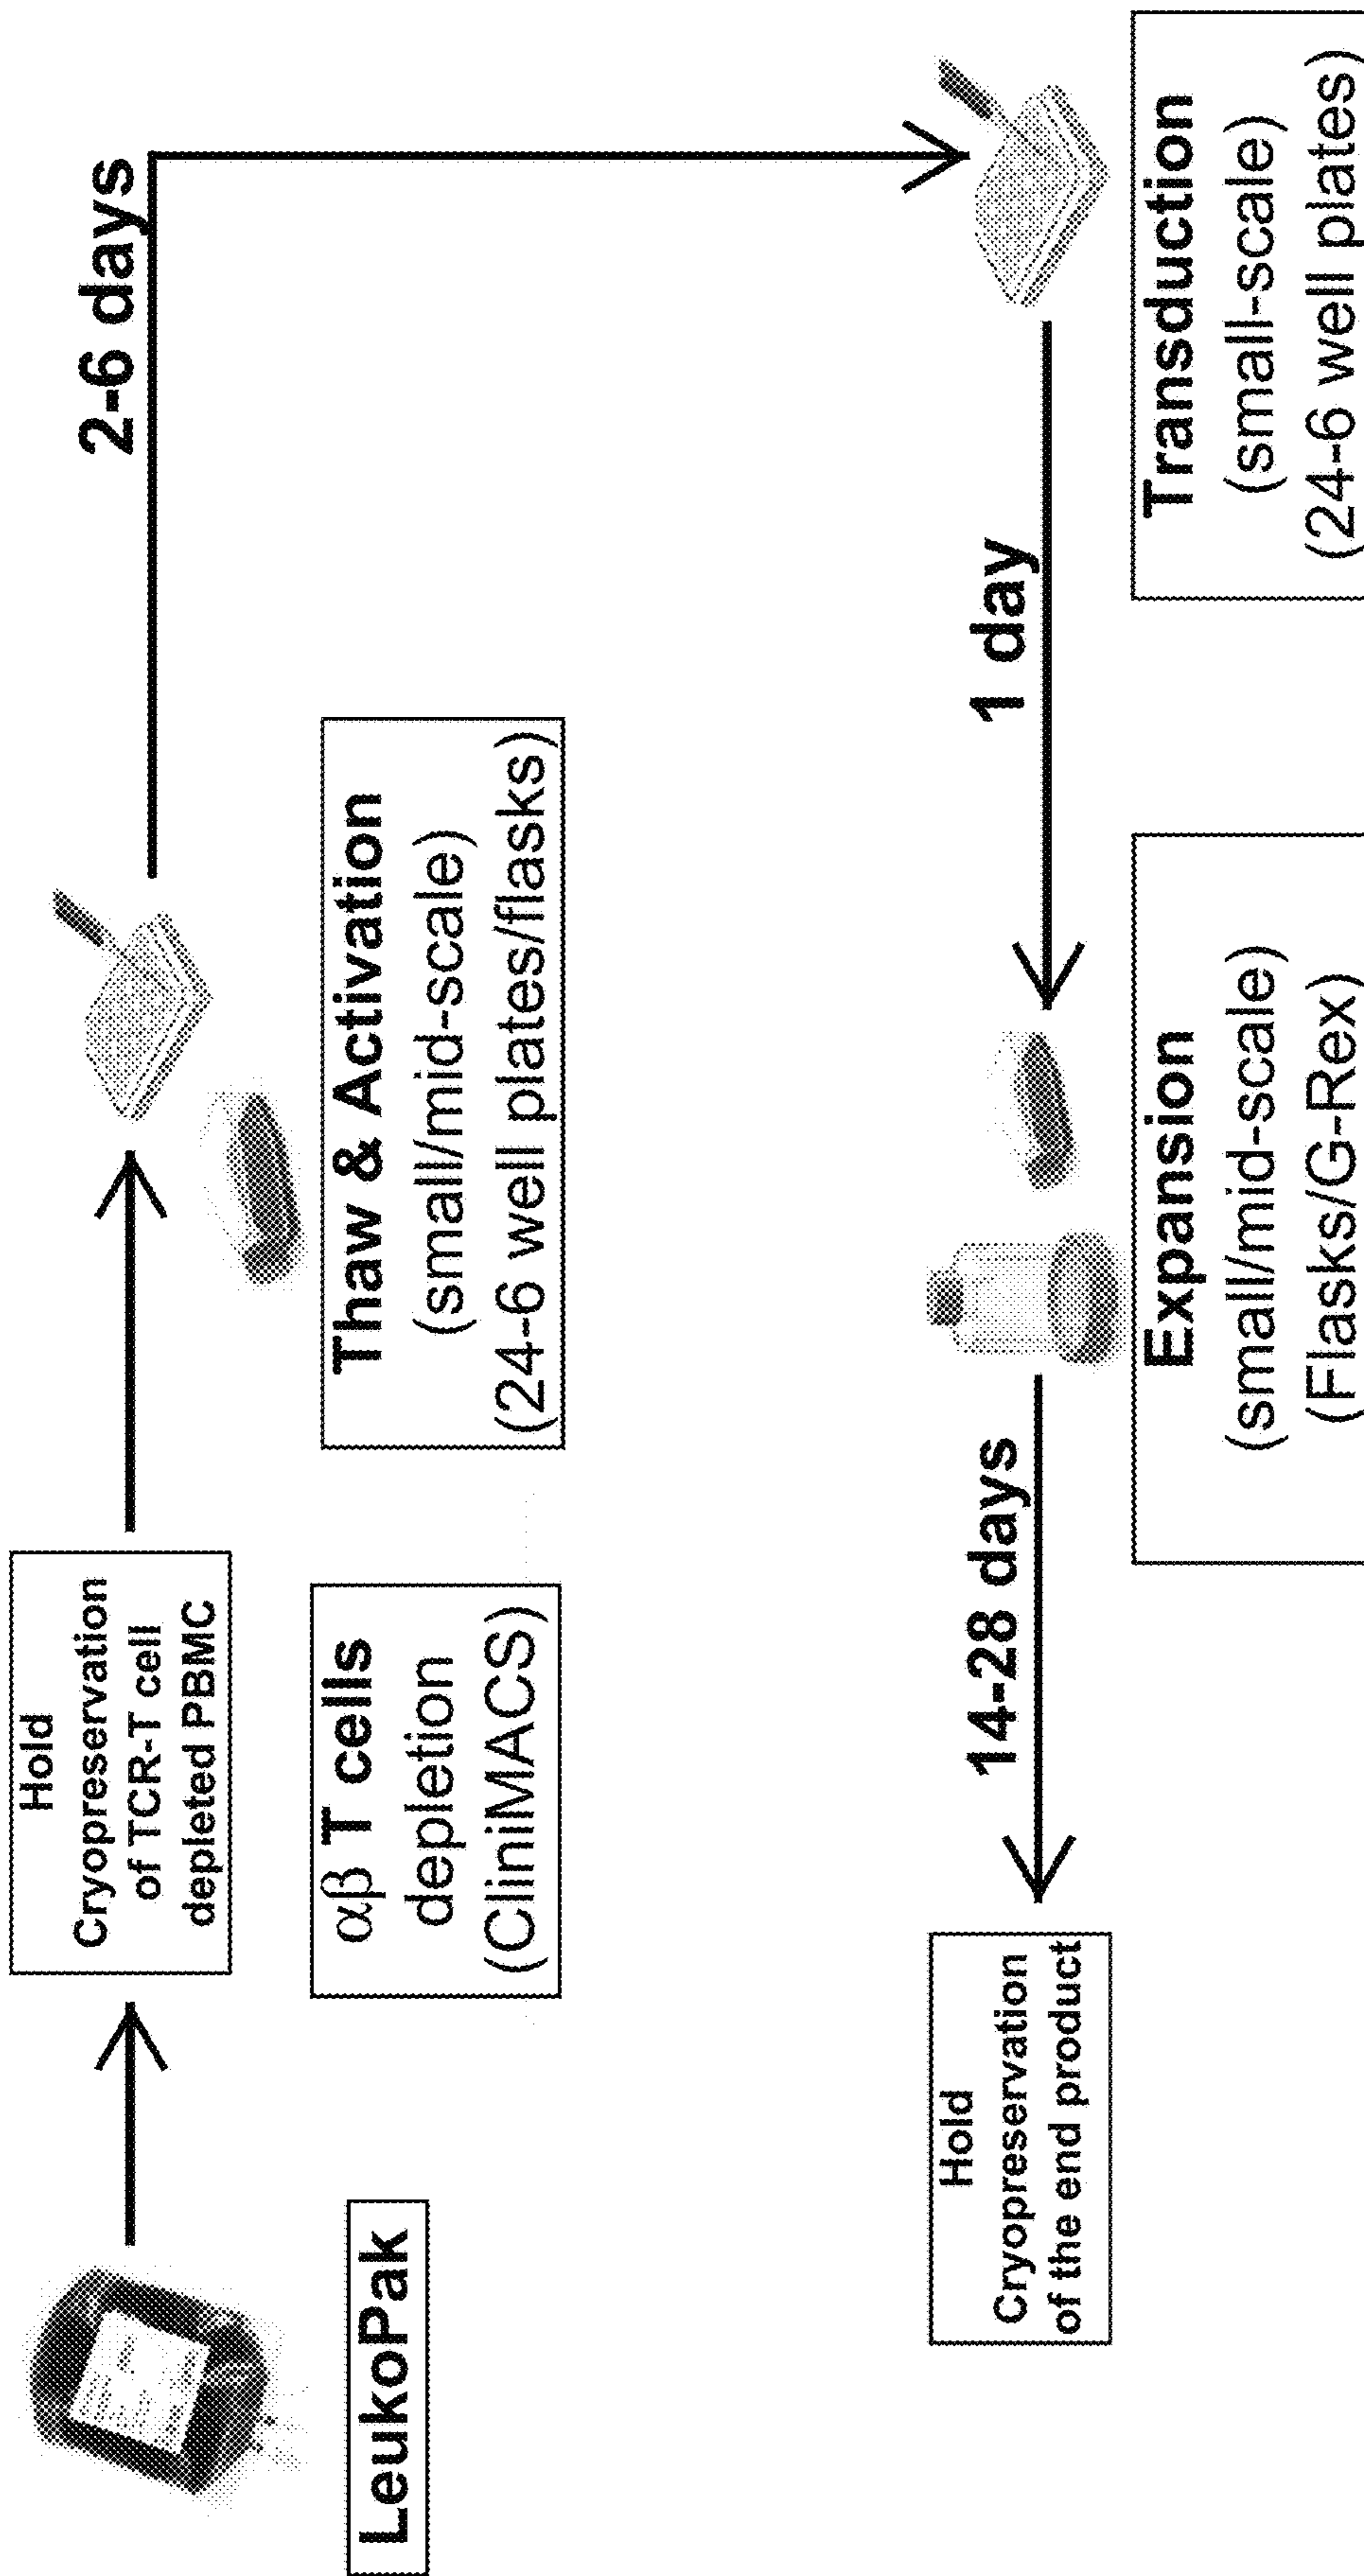 LeukoPak
Hold
Cryopreservation
of TCR-T cell
depleted PBMC
αβ T cells
depletion
(CliniMACS)
Thaw & Activation
(small/mid-scale)
(24-6 well plates/flasks)
2-6 days
Transduction
(small-scale)
(24-6 well plates)
1 day
Expansion
(small/mid-scale)
(Flasks/G-Rex)
14-28 days
Hold
Cryopreservation
of the end product